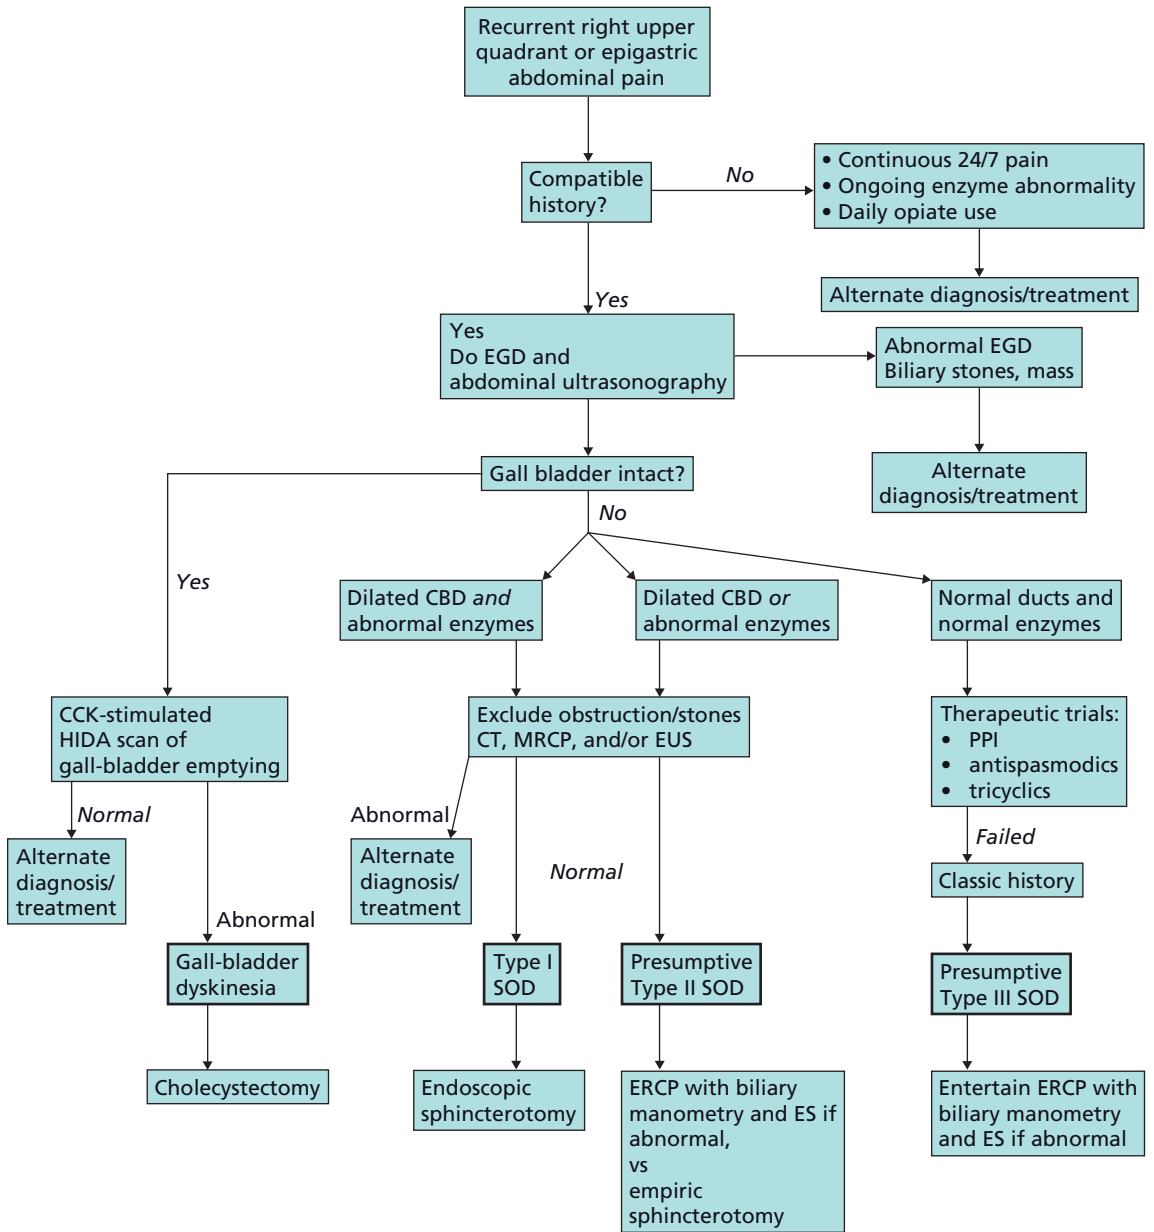 Recurrent right upper
quadrant or epigastric
abdominal pain
Compatible
history?
No
• Continuous 24/7 pain
• Ongoing enzyme abnormality
• Daily opiate use
Alternate diagnosis/treatment
Yes
Yes
Do EGD and
abdominal ultrasonography
Abnormal EGD
Biliary stones, mass
Alternate
diagnosis/treatment
Gall bladder intact?
No
Yes
Dilated CBD and
abnormal enzymes
Dilated CBD or
abnormal enzymes
Normal ducts and
normal enzymes
CCK-stimulated
HIDA scan of
gall-bladder emptying
Exclude obstruction/stones
CT, MRCP, and/or EUS
Therapeutic trials:
• PPI
• antispasmodics
• tricyclics
Normal
Alternate
diagnosis/
treatment
Abnormal
Gall-bladder
dyskinesia
Cholecystectomy
Abnormal
Alternate
diagnosis/
treatment
Normal
Type I
SOD
Endoscopic
sphincterotomy
Presumptive
Type II SOD
ERCP with biliary
manometry and ES if
abnormal,
vs
empiric
sphincterotomy
Failed
Classic history
Presumptive
Type III SOD
Entertain ERCP with
biliary manometry
and ES if abnormal